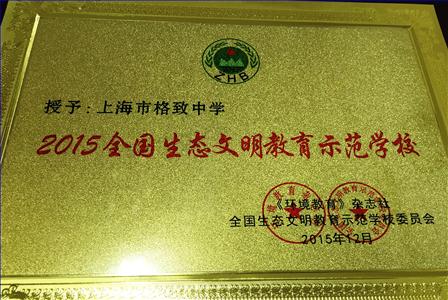 ZHB
授予：上海市格致中学
2015全国生态文明教育示范学校
《环境教育》杂志社
全国生态文明教育示范学校委员会
2015年12月